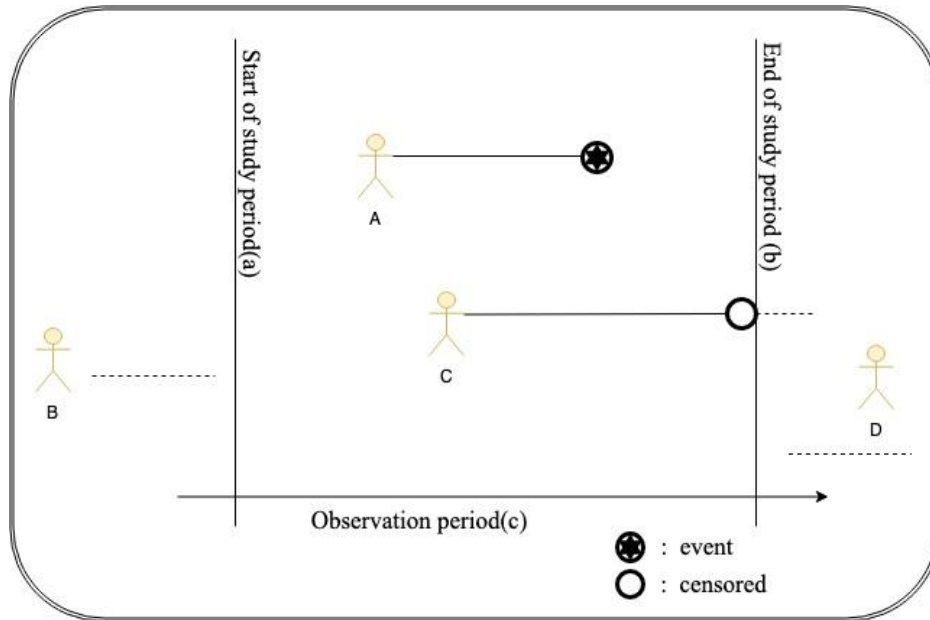 Start of study period(a)
End of study period (b)
A
C
B
D
Observation period(c)
: event
: censored